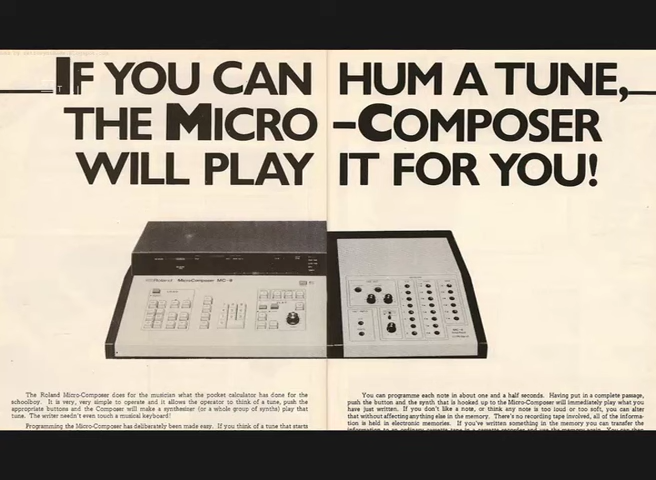 IF YOU CAN HUM A TUNE,
THE MICRO-COMPOSER
WILL PLAY IT FOR YOU!
Roland MicroComposer MC-8
The Roland Micro-Composer does for the musician what the pocket calculator has done for the
schoolboy. It is very, very simple to operate and it allows the operator to think of a tune, push the
appropriate buttons and the Composer will make a synthesiser (or a whole group of synths) play that
tune. The writer needn't even touch a musical keyboard!
Programming the Micro-Composer has deliberately been made easy. If you think of a tune that starts
You can programme each note in about one and a half seconds. Having put in a complete passage,
push the button and the synth that is hooked up to the Micro-Composer will immediately play what you
have just written. If you don't like a note, or think any note is too loud or too soft, you can alter
that without affecting anything else in the memory. There's no recording tape involved, all of the informa-
tion is held in electronic memories. If you've written something in the memory you can transfer the